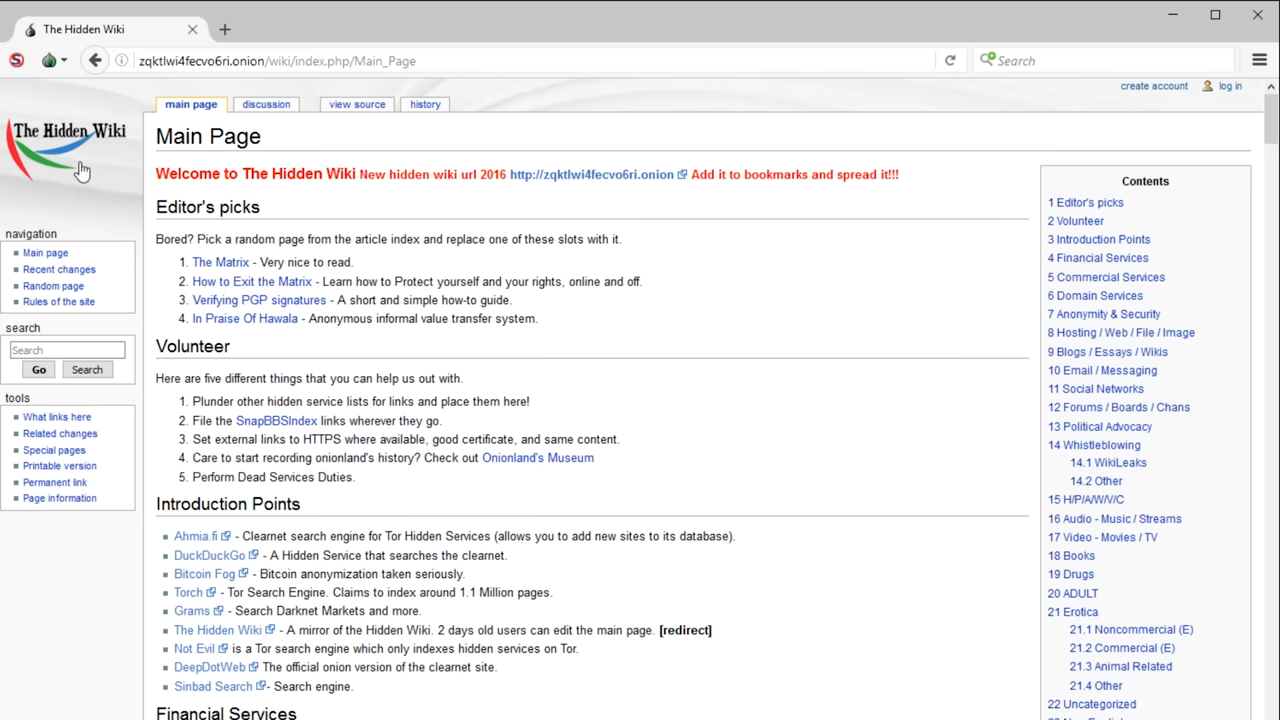 The Hidden Wiki
zqktlwi4fecvo6ri.onion/wiki/index.php/Main_Page
Search
create account
log in
main page
discussion
view source
history
The Hidden Wiki
Main Page
Welcome to The Hidden Wiki New hidden wiki url 2016 http://zqktlwi4fecvo6ri.onion Add it to bookmarks and spread it!!!
navigation
Main page
Recent changes
Random page
Rules of the site
search
Search
Go Search
tools
What links here
Related changes
Special pages
Printable version
Permanent link
Page information
Editor's picks
Bored? Pick a random page from the article index and replace one of these slots with it.
1. The Matrix - Very nice to read.
2. How to Exit the Matrix - Learn how to Protect yourself and your rights, online and off.
3. Verifying PGP signatures - A short and simple how-to guide.
4. In Praise Of Hawala - Anonymous informal value transfer system.
Volunteer
Here are five different things that you can help us out with.
1. Plunder other hidden service lists for links and place them here!
2. File the SnapBBSIndex links wherever they go.
3. Set external links to HTTPS where available, good certificate, and same content.
4. Care to start recording onionland's history? Check out Onionland's Museum
5. Perform Dead Services Duties.
Introduction Points
Ahmia.fi - Clearnet search engine for Tor Hidden Services (allows you to add new sites to its database).
DuckDuckGo - A Hidden Service that searches the clearnet.
Bitcoin Fog - Bitcoin anonymization taken seriously.
Torch - Tor Search Engine. Claims to index around 1.1 Million pages.
Grams - Search Darknet Markets and more.
The Hidden Wiki - A mirror of the Hidden Wiki. 2 days old users can edit the main page. [redirect]
Not Evil is a Tor search engine which only indexes hidden services on Tor.
DeepDotWeb The official onion version of the clearnet site.
Sinbad Search - Search engine.
Financial Services
Contents
1 Editor's picks
2 Volunteer
3 Introduction Points
4 Financial Services
5 Commercial Services
6 Domain Services
7 Anonymity & Security
8 Hosting / Web / File / Image
9 Blogs / Essays / Wikis
10 Email / Messaging
11 Social Networks
12 Forums / Boards / Chans
13 Political Advocacy
14 Whistleblowing
14.1 WikiLeaks
14.2 Other
15 H/P/A/W/V/C
16 Audio - Music / Streams
17 Video - Movies / TV
18 Books
19 Drugs
20 ADULT
21 Erotica
21.1 Noncommercial (E)
21.2 Commercial (E)
21.3 Animal Related
21.4 Other
22 Uncategorized